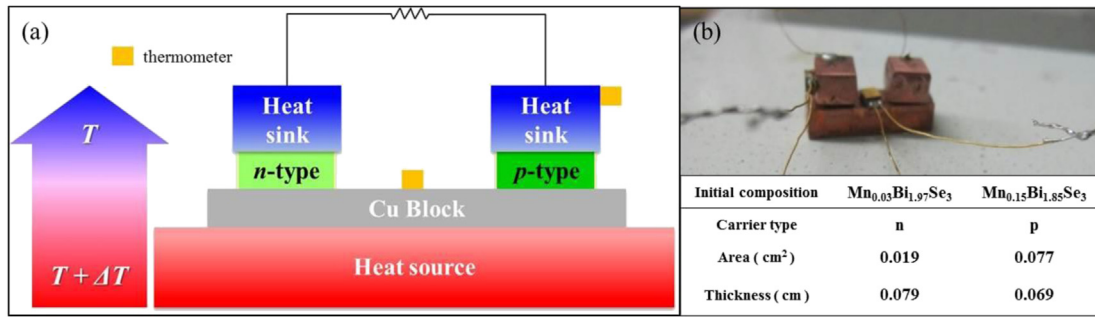 (a)
thermometer
T
T + ΔT
Heat
sink
Heat
sink
n-type
p-type
Cu Block
Heat source
(b)
Initial composition Mn0.03Bi1.97Se3 Mn0.15Bi1.85Se3
Carrier type n p
Area ( cm2 ) 0.019 0.077
Thickness ( cm ) 0.079 0.069